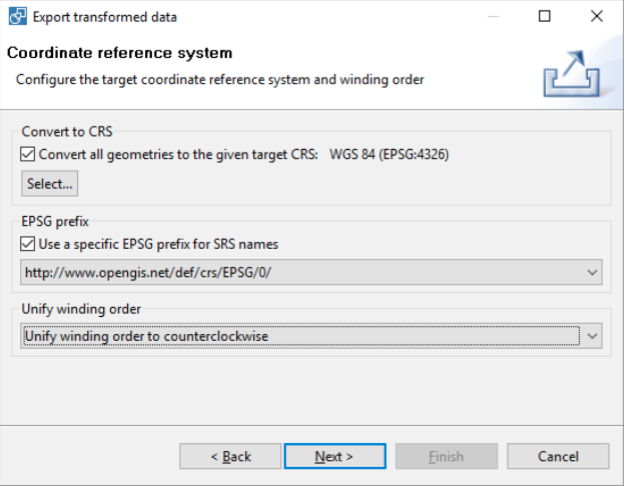 Export transformed data
Coordinate reference system
Configure the target coordinate reference system and winding order
Convert to CRS
Convert all geometries to the given target CRS: WGS 84 (EPSG:4326)
Select...
EPSG prefix
Use a specific EPSG prefix for SRS names
http://www.opengis.net/def/crs/EPSG/0/
Unify winding order
Unify winding order to counterclockwise
< Back Next > Finish Cancel